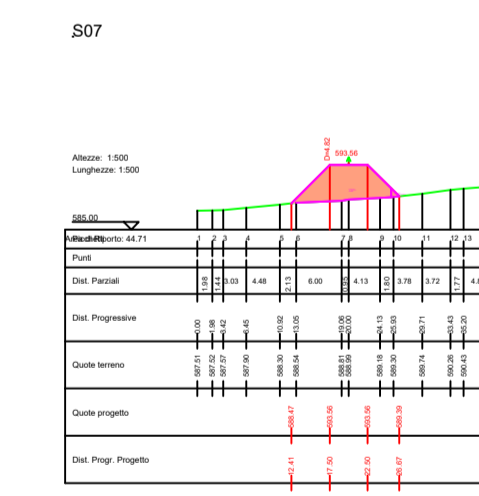 S07
D=4.82 593.56
Altezze: 1:500
Lunghezze: 1:500
585.00
Area di Riporto: 44.71
Picchetti 1 2 3 4 5 6 7 8 9 10 11 12 13
Punti
Dist. Parziali 1.98 1.44 3.03 4.48 2.13 6.00 0.95 4.13 1.80 3.78 3.72 1.77
Dist. Progressive 0.00 1.98 3.42 6.45 10.92 13.05 19.06 20.00 24.13 25.93 29.71 33.43 35.20
Quote terreno 587.51 587.52 587.57 587.90 588.30 588.54 588.81 588.99 589.18 589.30 589.74 590.26 590.43
Quote progetto 588.47 593.56 593.56 589.39
Dist. Progr. Progetto 12.41 17.50 22.50 26.67